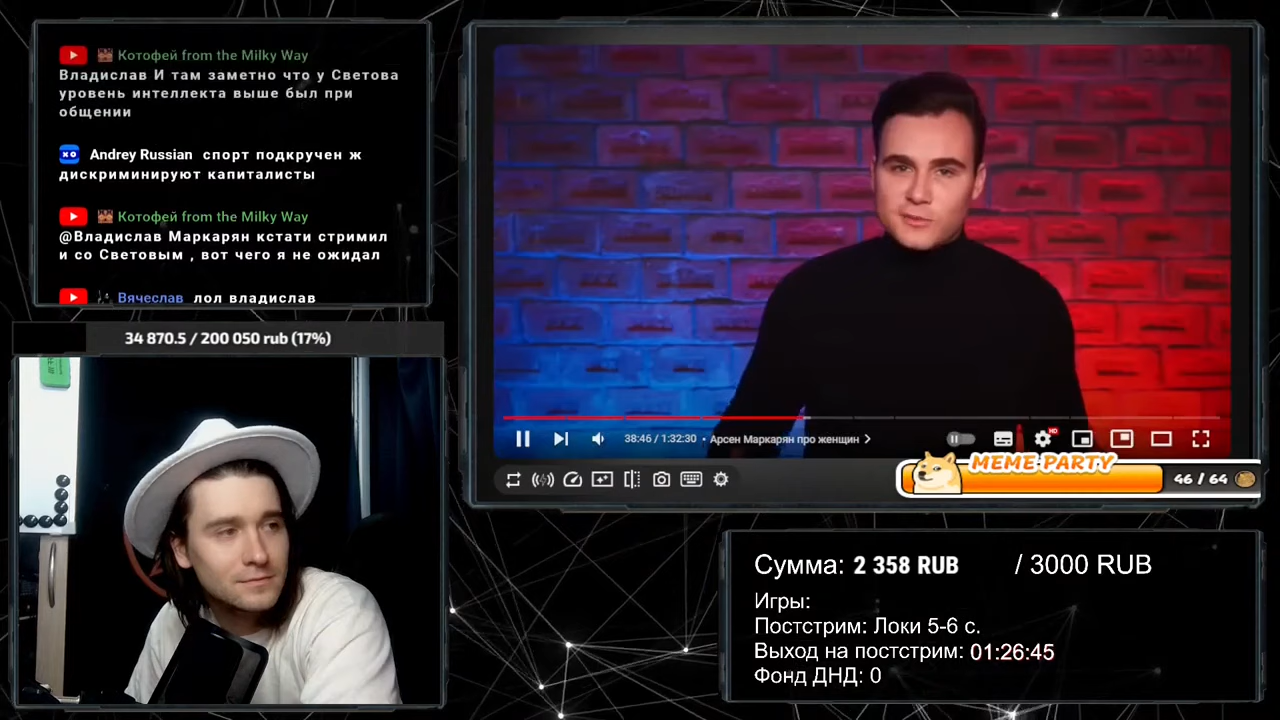 Котофей from the Milky Way
Владислав И там заметно что у Светова
уровень интеллекта выше был при
общении
Andrey Russian спорт подкручен ж
дискриминируют капиталисты
Котофей from the Milky Way
@Владислав Маркарян кстати стримил
и со Световым , вот чего я не ожидал
Вячеслав лол владислав
34 870.5 / 200 050 rub (17%)
38:46 / 1:32:30 • Арсен Маркарян про женщин
HD
MEME PARTY
46 / 64
Сумма: 2 358 RUB / 3000 RUB
Игры:
Постстрим: Локи 5-6 с.
Выход на постстрим: 01:26:45
Фонд ДНД: 0